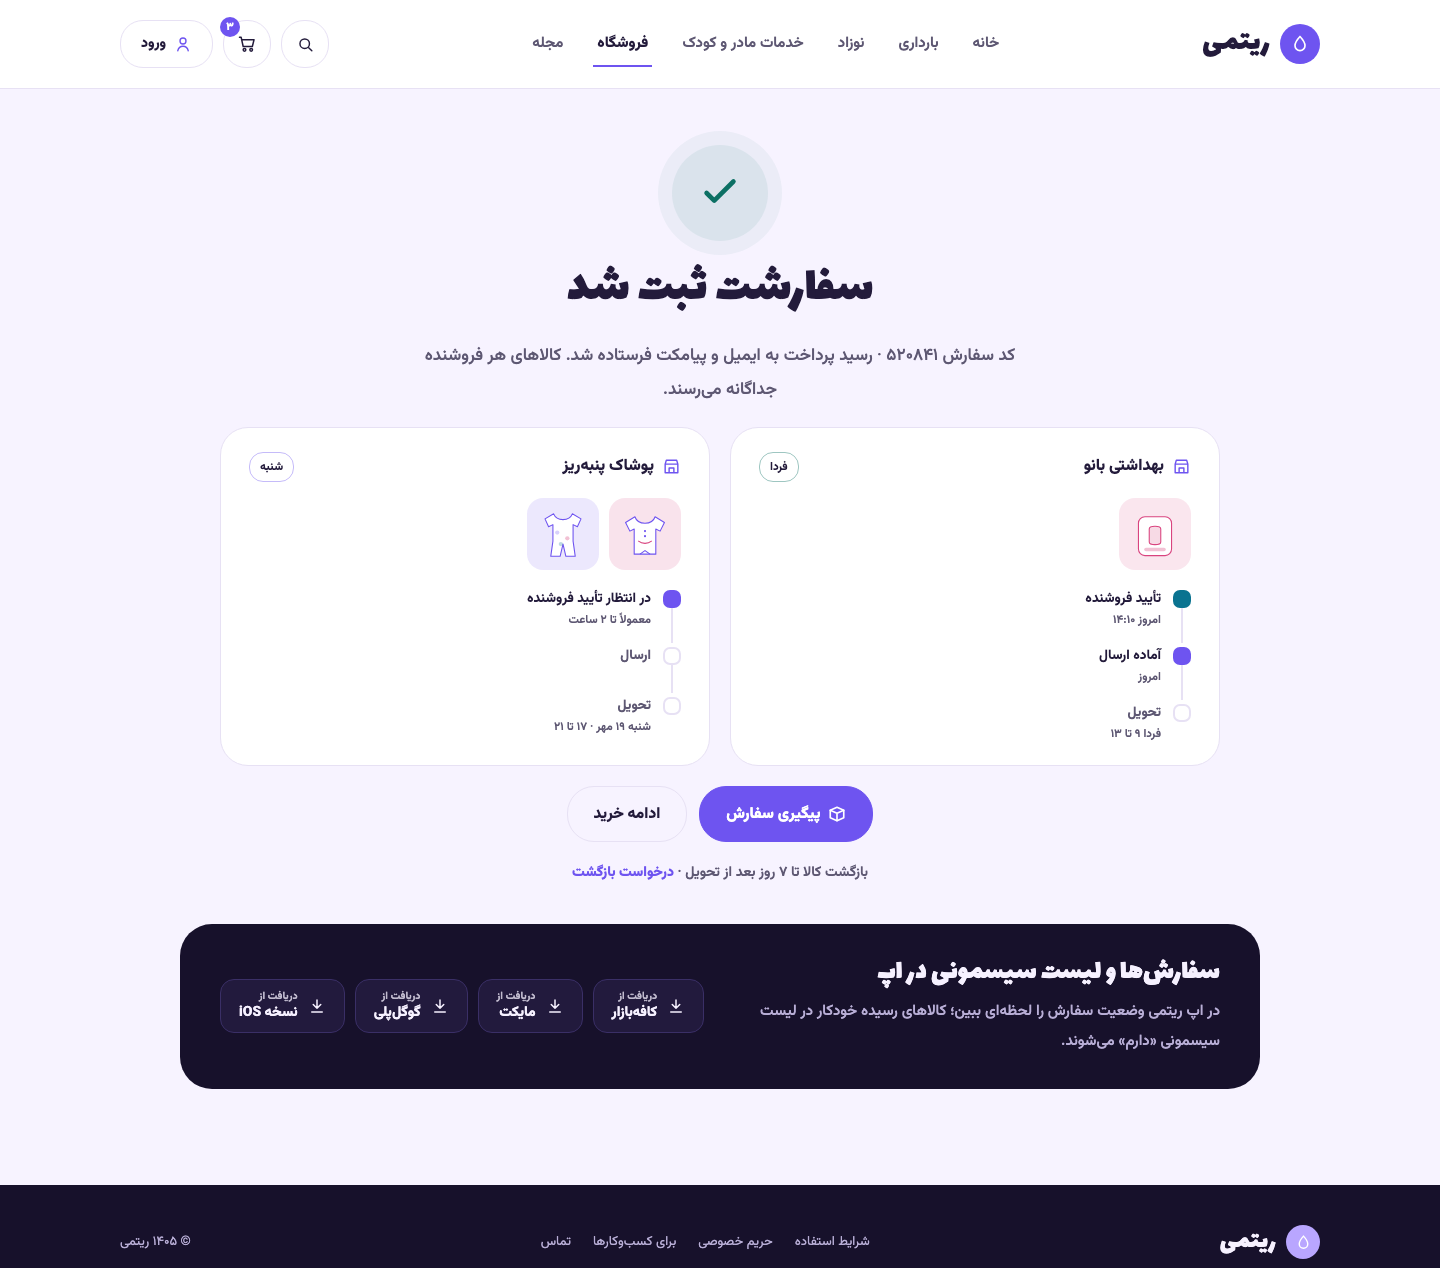 ریتمی
خانه
بارداری
نوزاد
خدمات مادر و کودک
فروشگاه
مجله
۳
ورود
سفارشت ثبت شد
کد سفارش ۵۲۰۸۴۱ · رسید پرداخت به ایمیل و پیامکت فرستاده شد. کالاهای هر فروشنده
جداگانه می‌رسند.
بهداشتی بانو
فردا
تأیید فروشنده
امروز ۱۴:۱۰
آماده ارسال
امروز
تحویل
فردا ۹ تا ۱۳
پوشاک پنبه‌ریز
شنبه
در انتظار تأیید فروشنده
معمولاً تا ۲ ساعت
ارسال
تحویل
شنبه ۱۹ مهر · ۱۷ تا ۲۱
پیگیری سفارش
ادامه خرید
بازگشت کالا تا ۷ روز بعد از تحویل · درخواست بازگشت
سفارش‌ها و لیست سیسمونی در اپ
در اپ ریتمی وضعیت سفارش را لحظه‌ای ببین؛ کالاهای رسیده خودکار در لیست
سیسمونی «دارم» می‌شوند.
دریافت از
کافه‌بازار
دریافت از
مایکت
دریافت از
گوگل‌پلی
دریافت از
نسخه iOS
ریتمی
شرایط استفاده
حریم خصوصی
برای کسب‌وکارها
تماس
© ۱۴۰۵ ریتمی